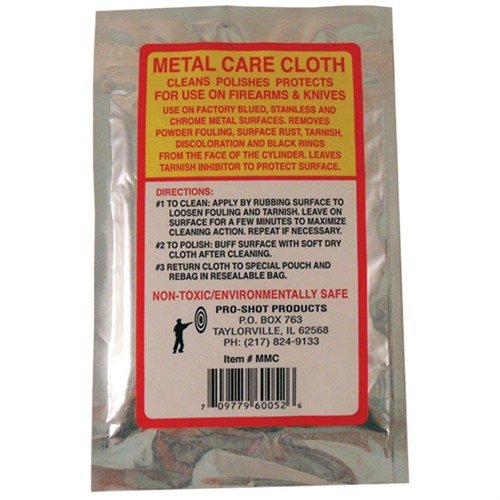 METAL CARE CLOTH
CLEANS POLISHES PROTECTS
FOR USE ON FIREARMS & KNIVES
USE ON FACTORY BLUED, STAINLESS AND
CHROME METAL SURFACES. REMOVES
POWDER FOULING, SURFACE RUST, TARNISH,
DISCOLORATION AND BLACK RINGS
FROM THE FACE OF THE CYLINDER. LEAVES
TARNISH INHIBITOR TO PROTECT SURFACE.
DIRECTIONS:
#1 TO CLEAN: APPLY BY RUBBING SURFACE TO
LOOSEN FOULING AND TARNISH. LEAVE ON
SURFACE FOR A FEW MINUTES TO MAXIMIZE
CLEANING ACTION. REPEAT IF NECESSARY.
#2 TO POLISH: BUFF SURFACE WITH SOFT DRY
CLOTH AFTER CLEANING.
#3 RETURN CLOTH TO SPECIAL POUCH AND
REBAG IN RESEALABLE BAG.
NON-TOXIC/ENVIRONMENTALLY SAFE
PRO-SHOT PRODUCTS
P.O. BOX 763
TAYLORVILLE, IL 62568
PH: (217) 824-9133
Item # MMC
7 09779 60052 6